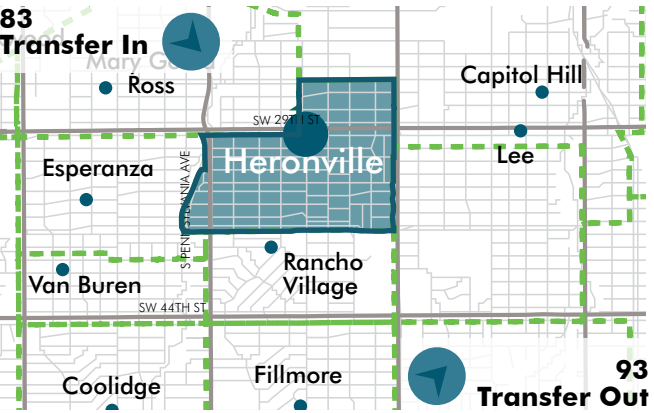 83
Transfer In
Mary G
Ross
Capitol Hill
SW 29TH ST
Lee
Esperanza
Heronville
S PENNSYLVANIA AVE
Rancho
Village
Van Buren
SW 44TH ST
Coolidge
Fillmore
93
Transfer Out